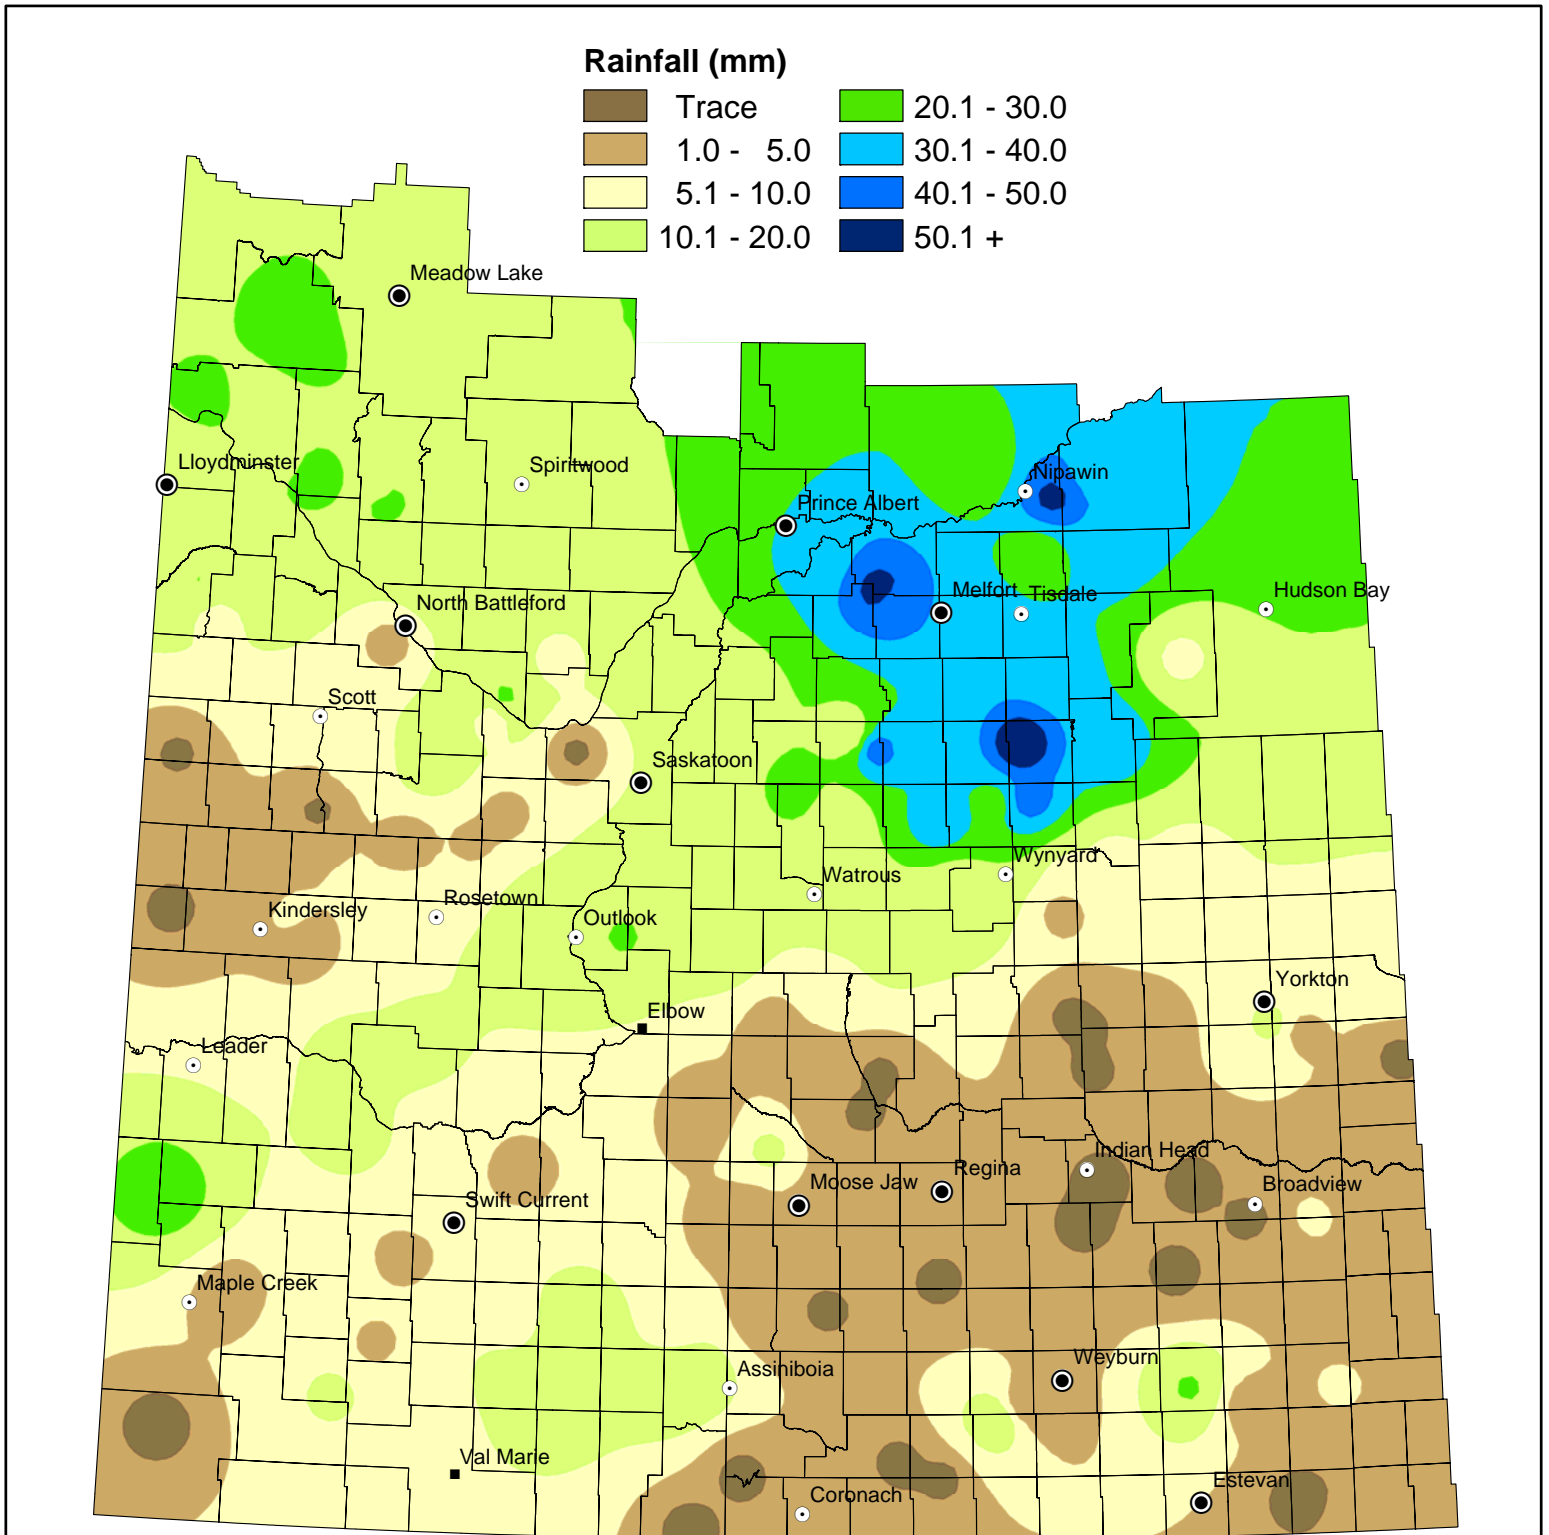 Rainfall (mm)
Trace
20.1 - 30.0
1.0 - 5.0
30.1 - 40.0
5.1 - 10.0
40.1 - 50.0
10.1 - 20.0
50.1 +
Meadow Lake
Lloydminster
Spiritwood
Nipawin
Prince Albert
North Battleford
Melfort
Tisdale
Hudson Bay
Scott
Saskatoon
Watrous
Wynyard
Kindersley
Rosetown
Outlook
Yorkton
Elbow
Leader
Indian Head
Regina
Moose Jaw
Broadview
Swift Current
Maple Creek
Assiniboia
Weyburn
Val Marie
Estevan
Coronach